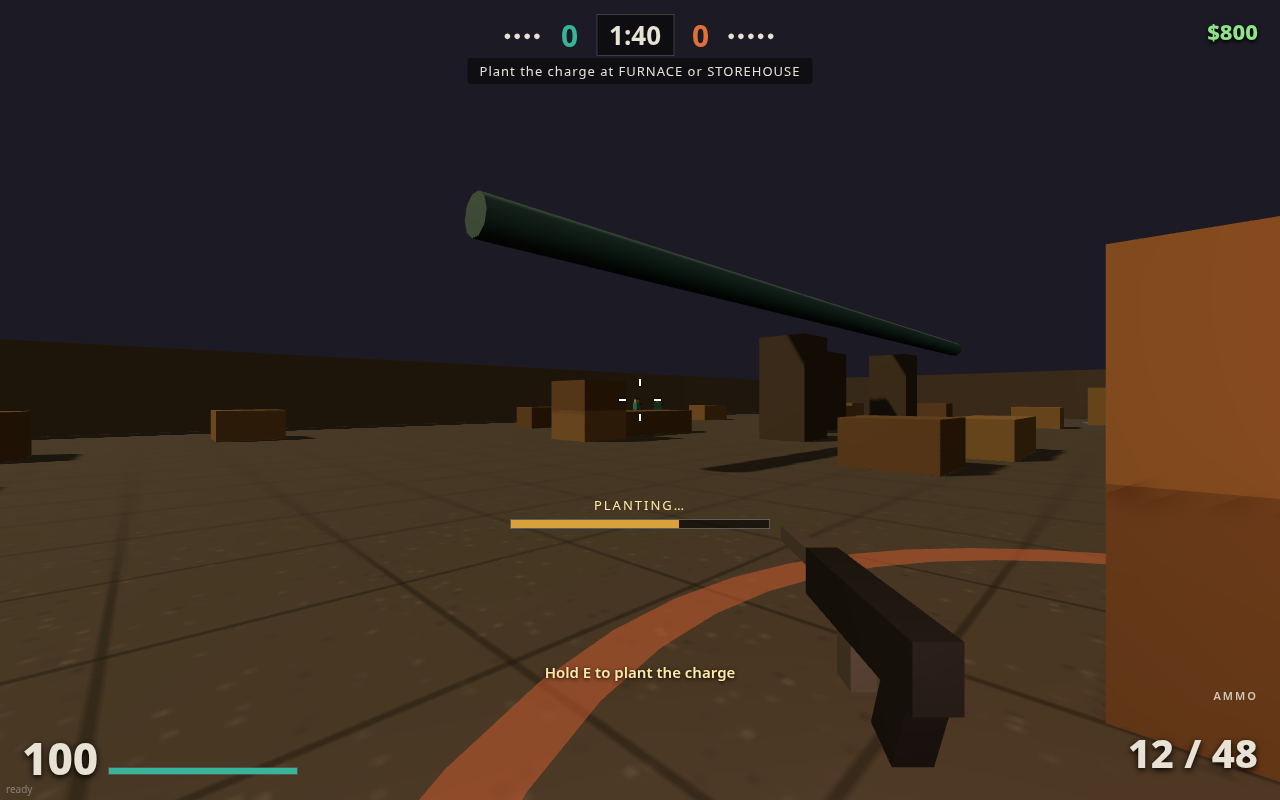 0 1:40 0
$800
Plant the charge at FURNACE or STOREHOUSE
PLANTING…
Hold E to plant the charge
AMMO
100
12 / 48
ready